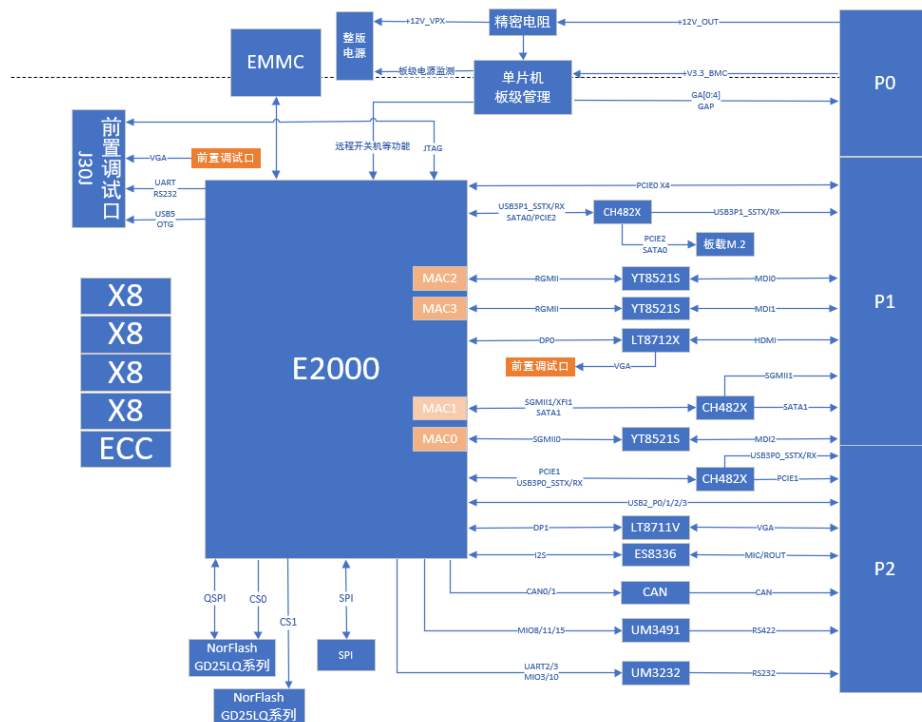 +12V_VPX
精密电阻
+12V_OUT
整版
电源
EMMC
板级电源监测
单片机
板级管理
+V3.3_BMC
GA[0:4]
GAP
P0
前置调试口
J30J
VGA
前置调试口
远程开关机等功能
JTAG
UART
RS232
USB5
OTG
PCIE0 X4
USB3P1_SSTX/RX
SATA0/PCIE2
CH482X
USB3P1_SSTX/RX
PCIE2
SATA0
板载M.2
P1
X8
X8
X8
X8
ECC
E2000
MAC2
RGMII
YT8521S
MDI0
MAC3
RGMII
YT8521S
MDI1
DP0
LT8712X
HDMI
前置调试口
VGA
SGMII1
MAC1
SGMII1/XFI1
SATA1
CH482X
SATA1
MAC0
SGMII0
YT8521S
MDI2
USB3P0_SSTX/RX
PCIE1
USB3P0_SSTX/RX
CH482X
PCIE1
USB2_P0/1/2/3
DP1
LT8711V
VGA
I2S
ES8336
MIC/ROUT
P2
QSPI
CS0
CS1
SPI
CAN0/1
CAN
CAN
MIO8/11/15
UM3491
RS422
NorFlash
GD25LQ系列
SPI
UART2/3
MIO3/10
UM3232
RS232
NorFlash
GD25LQ系列